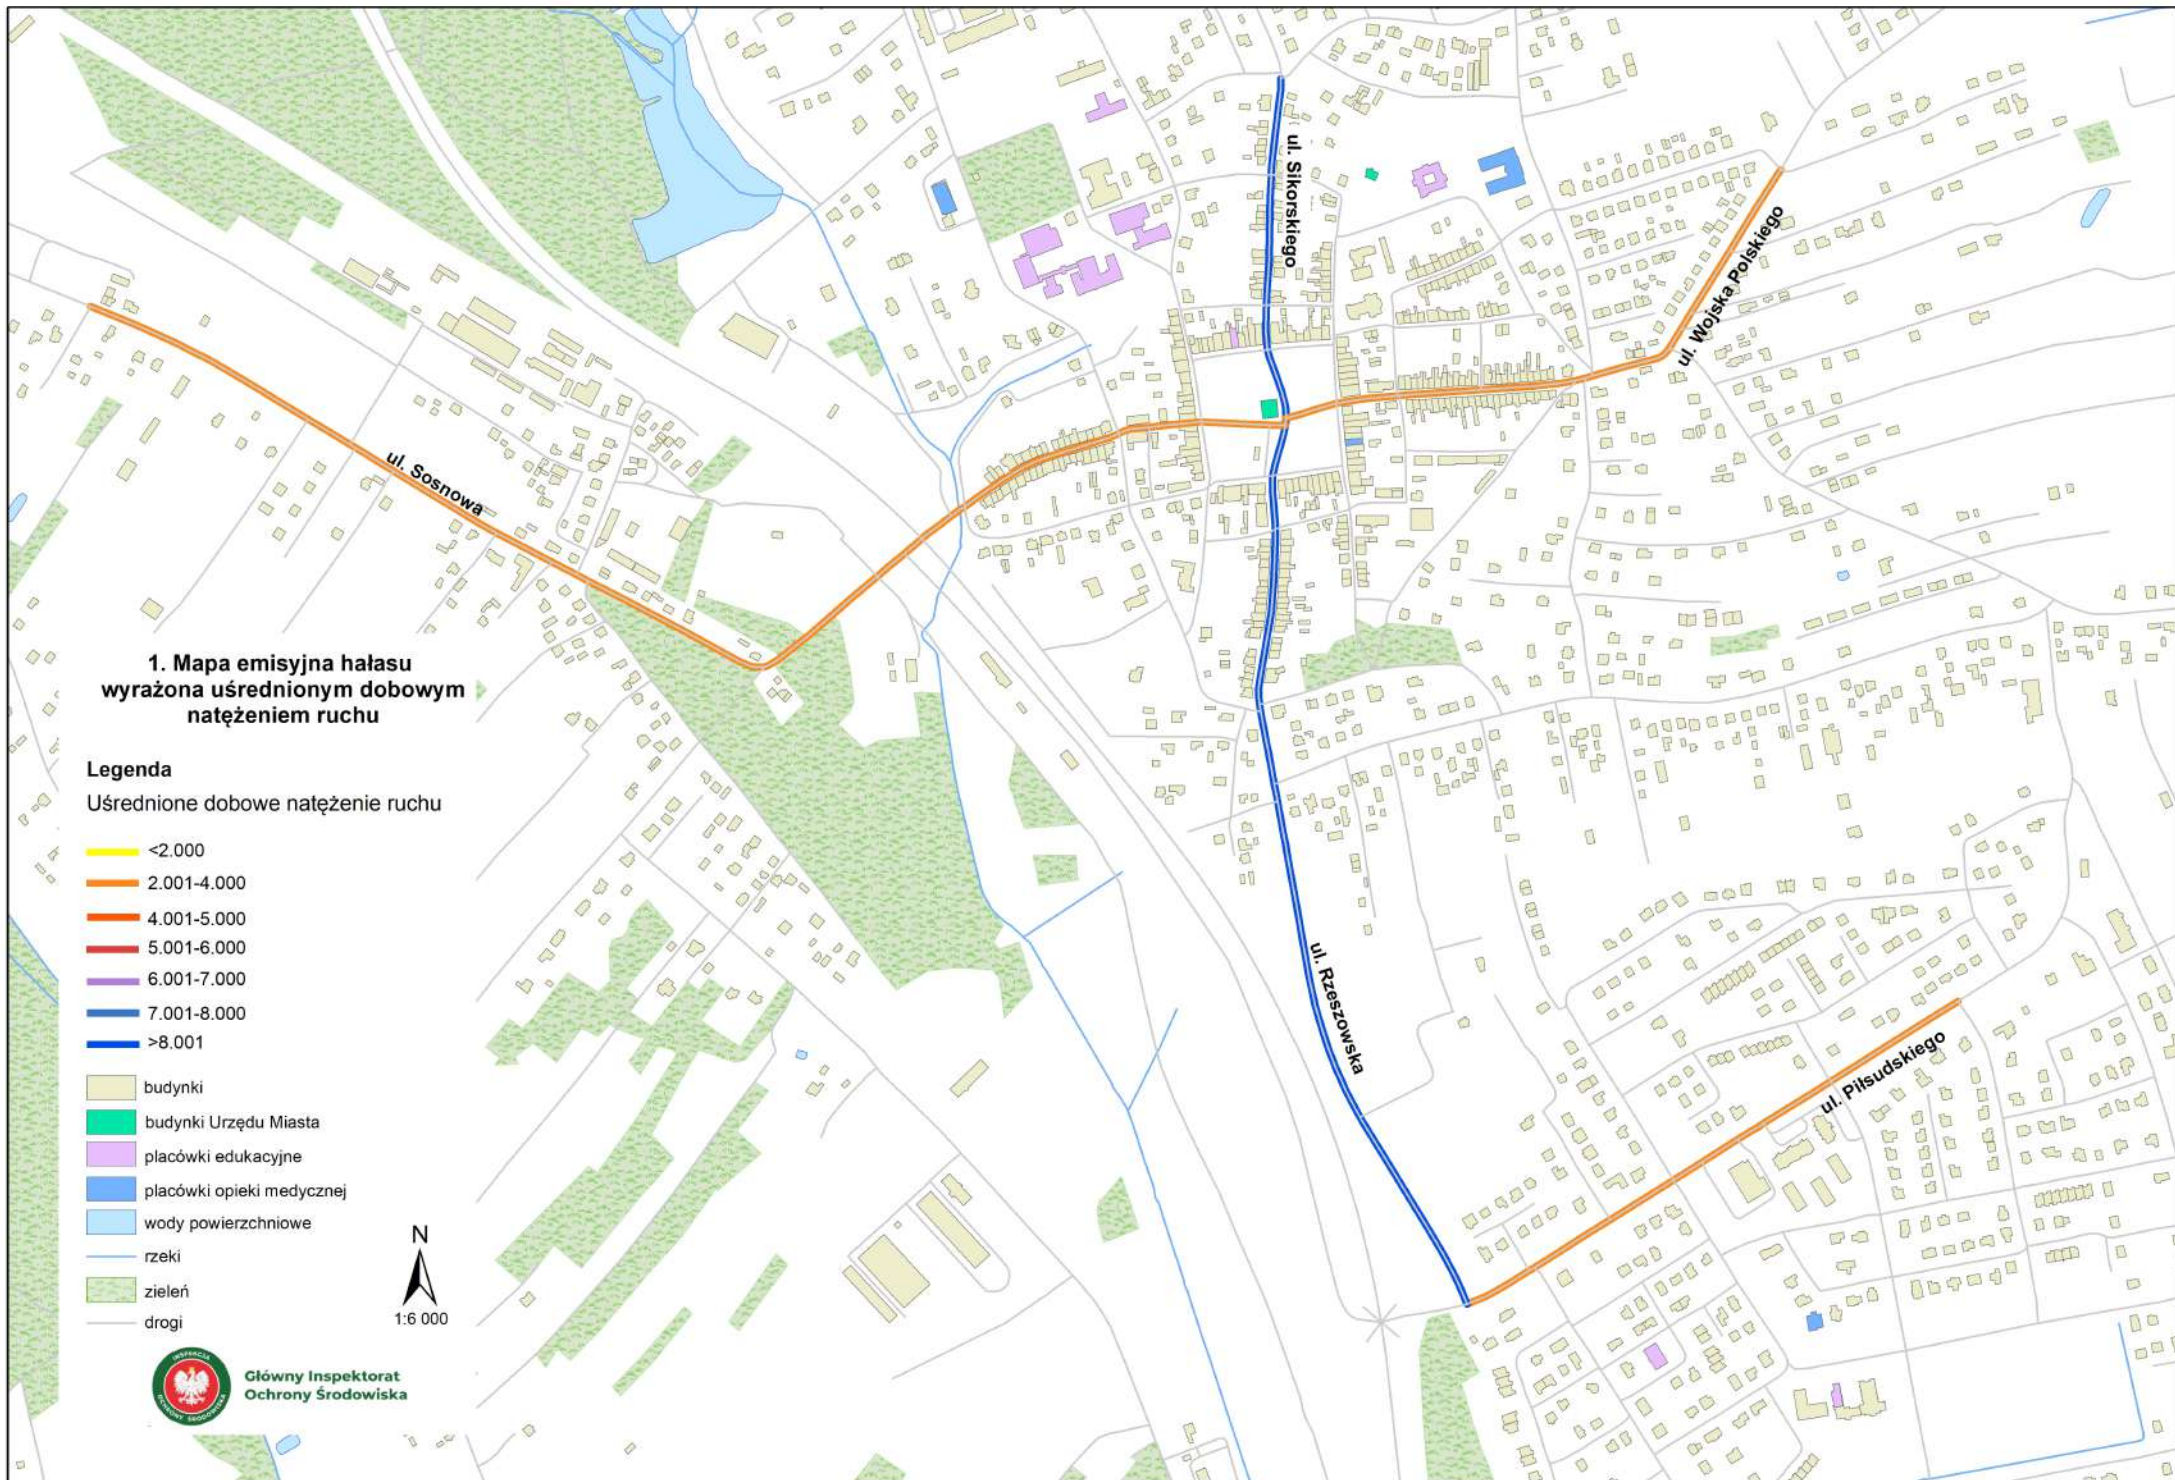 ul. Sikorskiego
ul. Wojska Polskiego
ul. Sosnowa
ul. Rzeszowska
ul. Piłsudskiego
1. Mapa emisyjna hałasu
wyrażona uśrednionym dobowym
natężeniem ruchu
Legenda
Uśrednione dobowe natężenie ruchu
<2.000
2.001-4.000
4.001-5.000
5.001-6.000
6.001-7.000
7.001-8.000
>8.001
budynki
budynki Urzędu Miasta
placówki edukacyjne
placówki opieki medycznej
wody powierzchniowe
rzeki
zieleń
drogi
N
1:6 000
INSPEKCJA
OCHRONY ŚRODOWISKA
Główny Inspektorat
Ochrony Środowiska